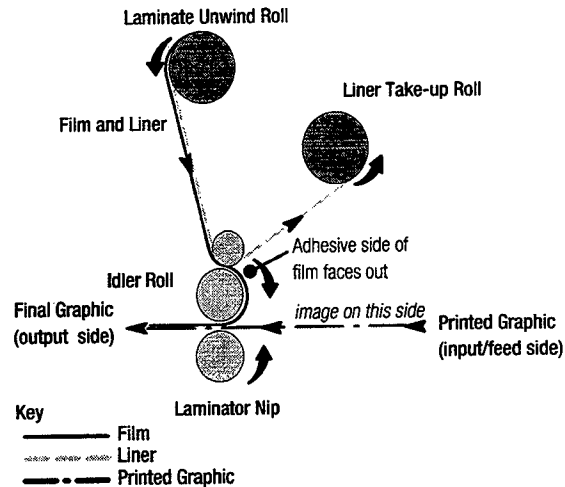 Laminate Unwind Roll
Liner Take-up Roll
Film and Liner
Adhesive side of
film faces out
Idler Roll
Final Graphic
(output side)
image on this side
Printed Graphic
(input/feed side)
Laminator Nip
Key
Film
Liner
Printed Graphic